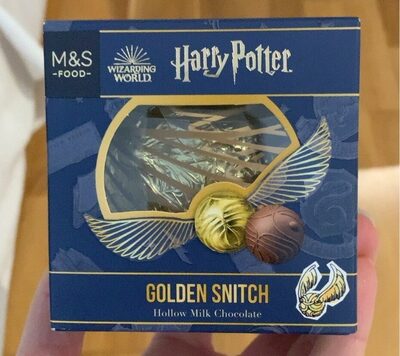 M&S
-FOOD-
WIZARDING
WORLD
Harry Potter
GOLDEN SNITCH
Hollow Milk Chocolate